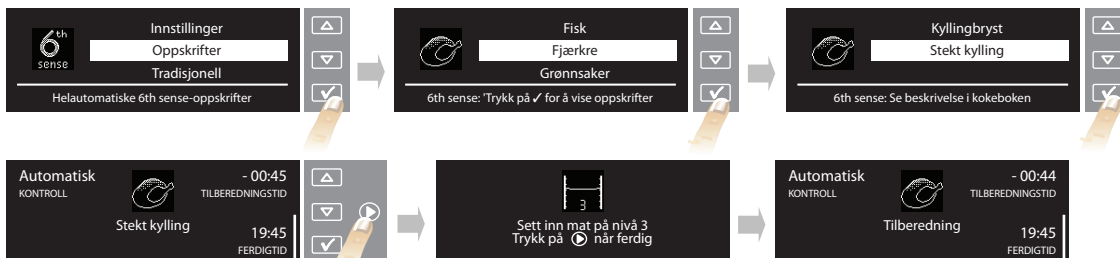 6th sense
Innstillinger
Oppskrifter
Tradisjonell
Helautomatiske 6th sense-oppskrifter
Fisk
Fjærkre
Grønnsaker
6th sense: 'Trykk på ✓ for å vise oppskrifter
Kyllingbryst
Stekt kylling
6th sense: Se beskrivelse i kokeboken
Automatisk
KONTROLL
- 00:45
TILBEREDNINGSTID
Stekt kylling
19:45
FERDIGTID
3
Sett inn mat på nivå 3
Trykk på når ferdig
Automatisk
KONTROLL
- 00:44
TILBEREDNINGSTID
Tilberedning
19:45
FERDIGTID